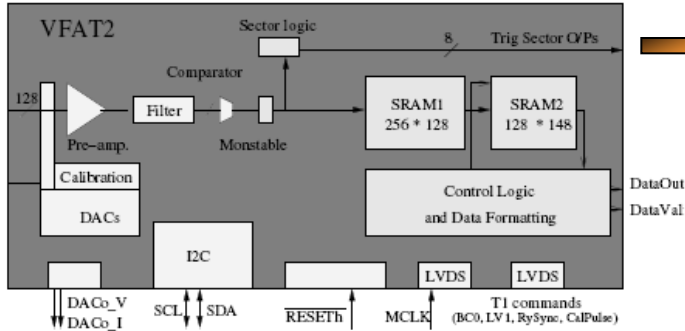 VFAT2
Sector logic
8
Trig Sector O/Ps
Comparator
128
Filter
SRAM1
256 * 128
SRAM2
128 * 148
Pre-amp.
Monstable
Calibration
DACs
Control Logic
and Data Formatting
DataOut
DataVal
I2C
LVDS
LVDS
DACo_V
DACo_I
SCL
SDA
RESETh
MCLK
T1 commands
(BC0, LV1, RySync, CalPulse)